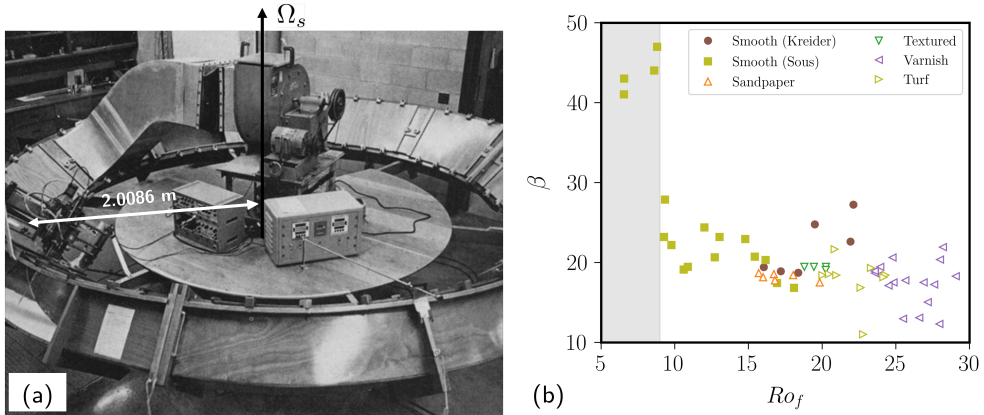 Ωs
2.0086 m
(a)
50
40
30
20
10
β
Smooth (Kreider)
Smooth (Sous)
Sandpaper
Textured
Varnish
Turf
5
10
15
20
25
30
Ro_f
(b)